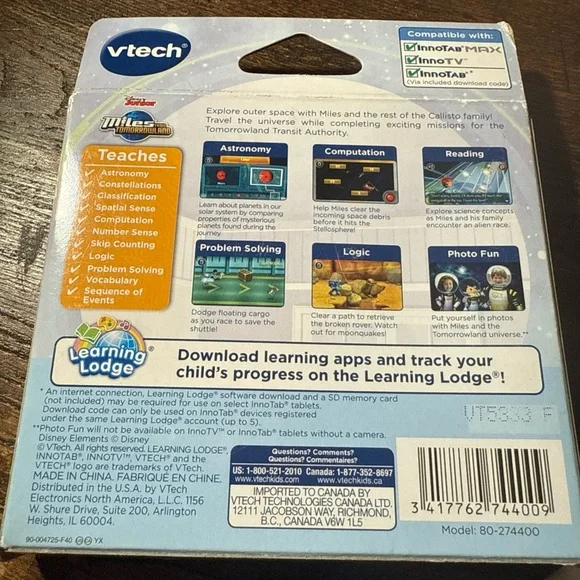 vtech®
Compatible with:
INNOTAB® MAX
INNOTV™
INNOTAB®*
(Via included download code)
Disney Junior
Miles from TOMORROWLAND
Explore outer space with Miles and the rest of the Callisto family!
Travel the universe while completing exciting missions for the
Tomorrowland Transit Authority.
Teaches
Astronomy
Constellations
Classification
Spatial Sense
Computation
Number Sense
Skip Counting
Logic
Problem Solving
Vocabulary
Sequence of
Events
Astronomy
Learn about planets in our
solar system by comparing
properties of mysterious
planets found during the
journey.
Computation
Help Miles clear the
incoming space debris
before it hits the
Stellosphere!
Reading
Explore science concepts
as Miles and his family
encounter an alien race.
Problem Solving
Dodge floating cargo
as you race to save the
shuttle!
Logic
Clear a path to retrieve
the broken rover. Watch
out for moonquakes!
Photo Fun
Put yourself in photos
with Miles and the
Tomorrowland universe.**
Learning Lodge®
Download learning apps and track your
child's progress on the Learning Lodge®!
* An internet connection, Learning Lodge® software download and a SD memory card
(not included) may be required for use on select InnoTab® tablets.
Download code can only be used on InnoTab® devices registered
under the same Learning Lodge® account (up to 5).
**Photo Fun will not be available on InnoTV™ or InnoTab® tablets without a camera.
Disney Elements © Disney
© VTech. All rights reserved. LEARNING LODGE®,
INNOTAB®, INNOTV™, VTECH® and the
VTECH® logo are trademarks of VTech.
MADE IN CHINA. FABRIQUÉ EN CHINE.
Distributed in the U.S.A. by VTech
Electronics North America, L.L.C. 1156
W. Shure Drive, Suite 200, Arlington
Heights, IL 60004.
90-004725-F40 US CA YX
Questions? Comments?
Questions? Commentaires?
US: 1-800-521-2010 Canada: 1-877-352-8697
www.vtechkids.com www.vtechkids.ca
IMPORTED TO CANADA BY
VTECH TECHNOLOGIES CANADA LTD.
12111 JACOBSON WAY, RICHMOND,
B.C., CANADA V6W 1L5
3 417762 744009
Model: 80-274400